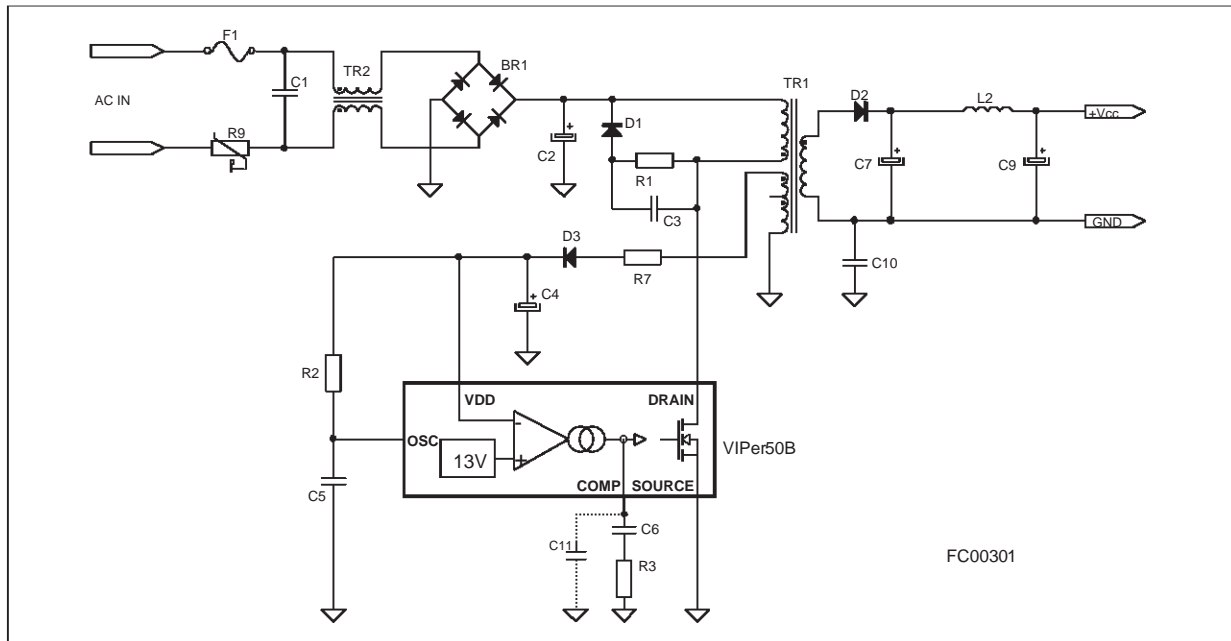 F1
BR1
TR2
C1
TR1
D2
L2
AC IN
+Vcc
D1
R9
C2
C7
C9
R1
C3
GND
D3
C10
R7
C4
R2
VDD
DRAIN
-
OSC
13V
+
VIPer50B
COMP
SOURCE
C5
C6
C11
R3
FC00301